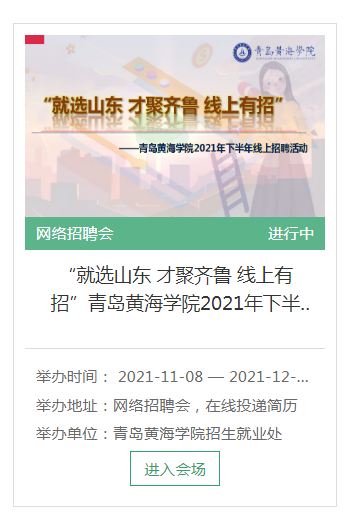 青岛黄海学院
“就选山东 才聚齐鲁 线上有招”
——青岛黄海学院2021年下半年线上招聘活动
网络招聘会 进行中
“就选山东 才聚齐鲁 线上有
招”青岛黄海学院2021年下半..
举办时间： 2021-11-08 — 2021-12-...
举办地址：网络招聘会，在线投递简历
举办单位：青岛黄海学院招生就业处
进入会场